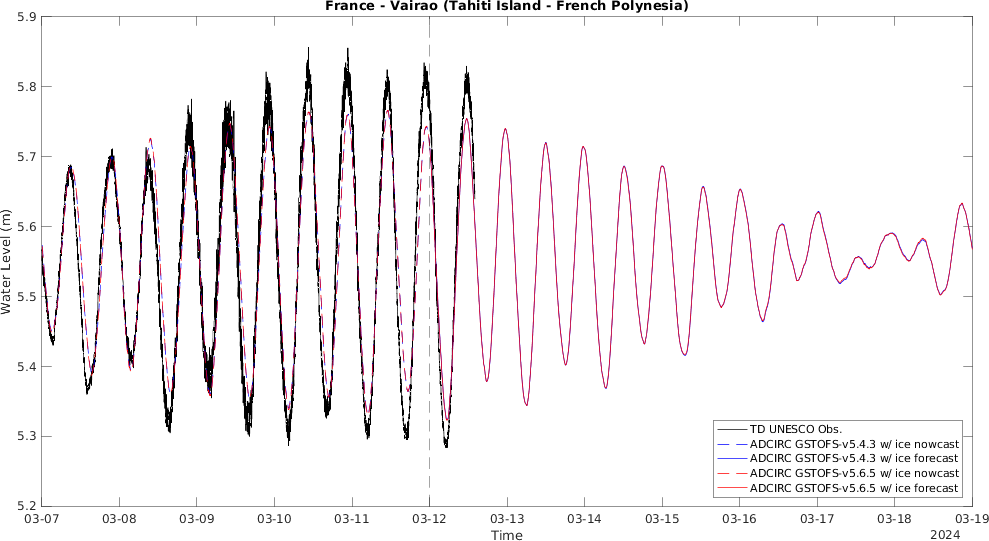 France - Vairao (Tahiti Island - French Polynesia)
5.9
5.8
5.7
5.6
5.5
5.4
5.3
5.2
Water Level (m)
TD UNESCO Obs.
ADCIRC GSTOFS-v5.4.3 w/ ice nowcast
ADCIRC GSTOFS-v5.4.3 w/ ice forecast
ADCIRC GSTOFS-v5.6.5 w/ ice nowcast
ADCIRC GSTOFS-v5.6.5 w/ ice forecast
03-07 03-08 03-09 03-10 03-11 03-12 03-13 03-14 03-15 03-16 03-17 03-18 03-19
Time
2024